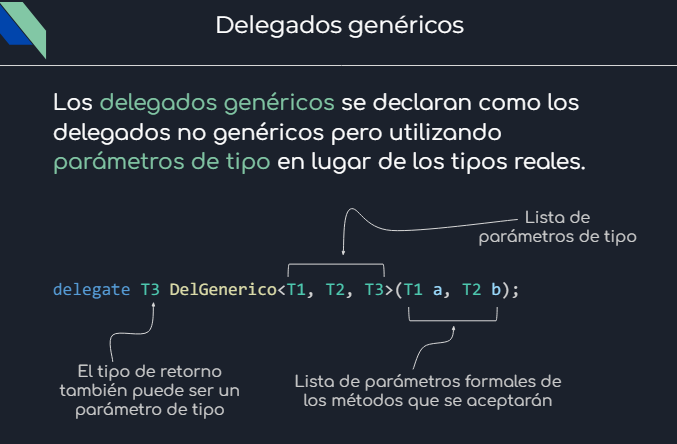 Delegados genéricos
Los delegados genéricos se declaran como los
delegados no genéricos pero utilizando
parámetros de tipo en lugar de los tipos reales.
Lista de
parámetros de tipo
delegate T3 DelGenerico<T1, T2, T3>(T1 a, T2 b);
El tipo de retorno
también puede ser un
parámetro de tipo
Lista de parámetros formales de
los métodos que se aceptarán